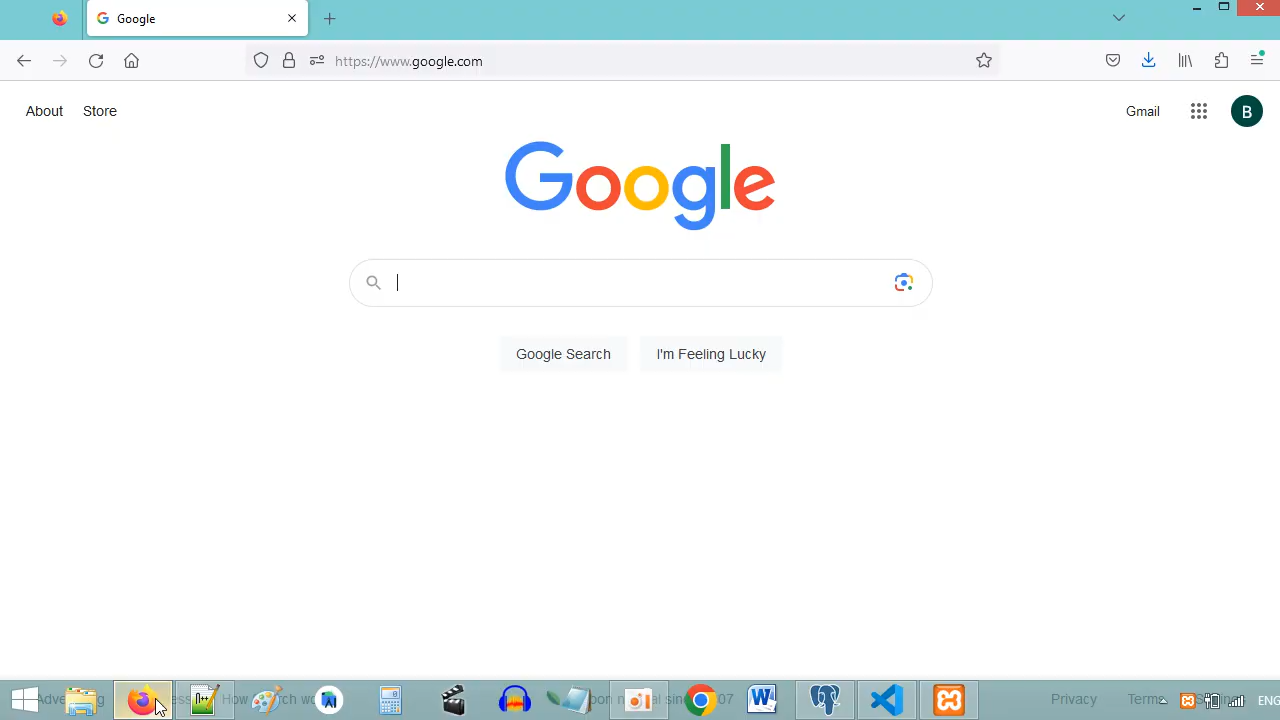 Google
https://www.google.com
About Store
Gmail
B
Google
Google Search I'm Feeling Lucky
Privacy
W
ENG